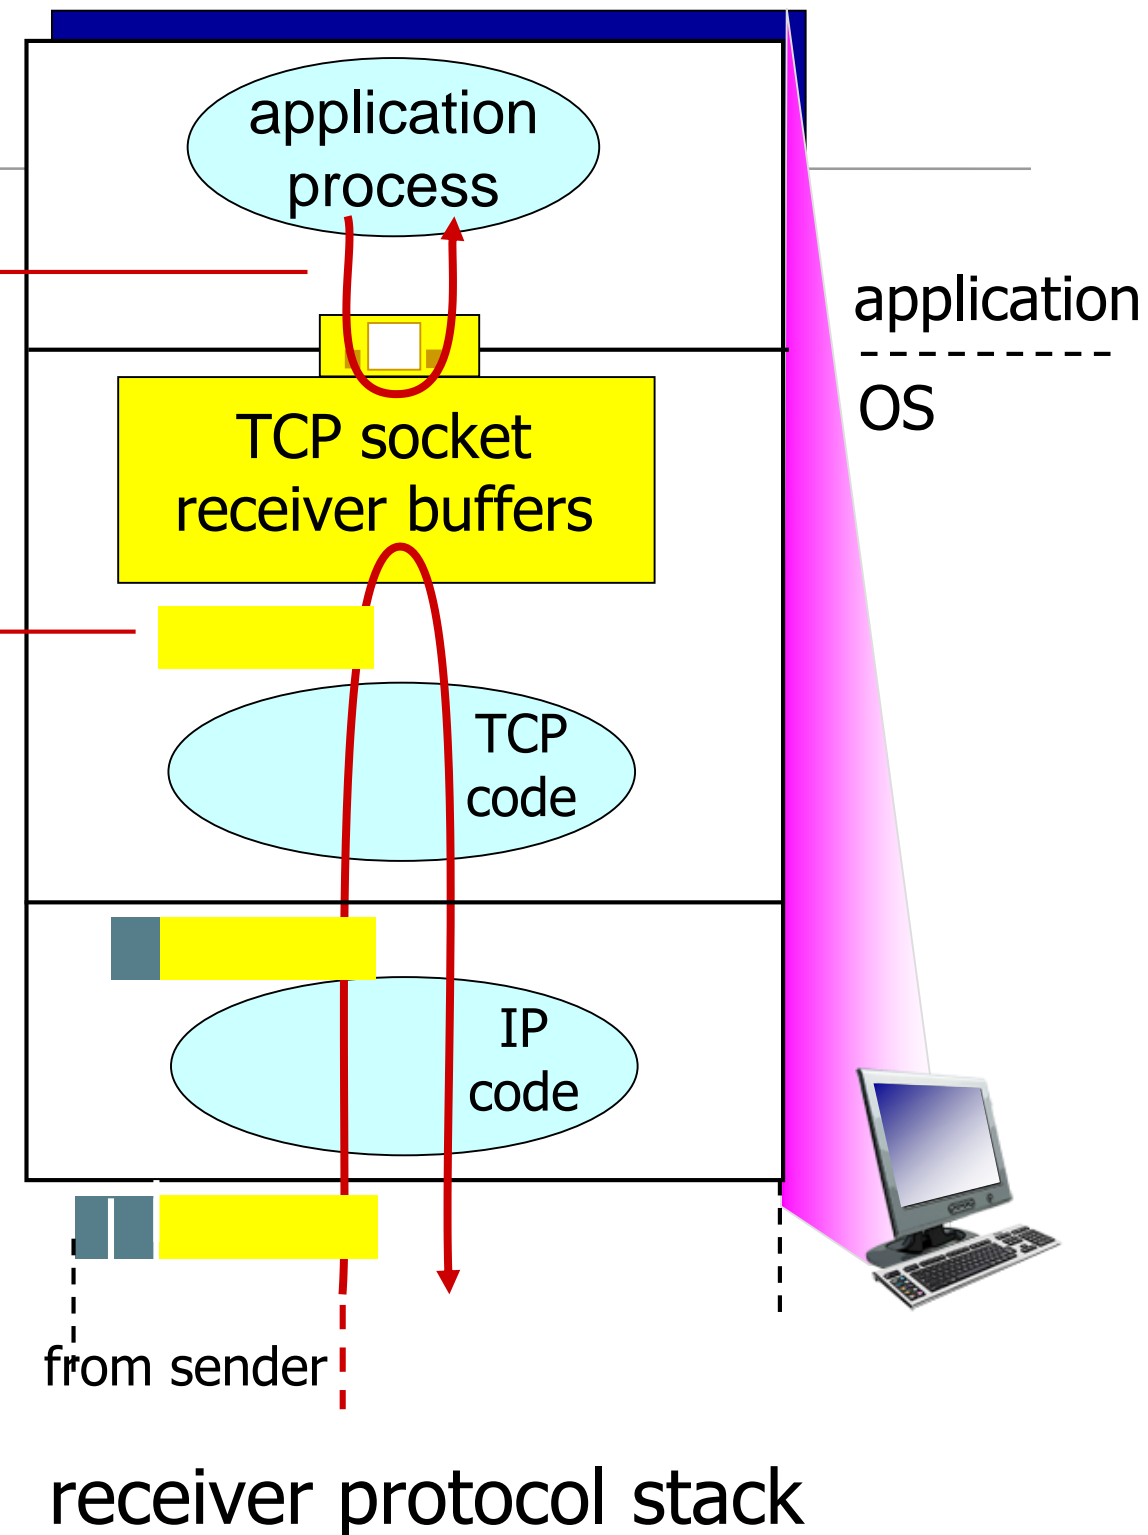 application
process
application
OS
TCP socket
receiver buffers
TCP
code
IP
code
from sender
receiver protocol stack